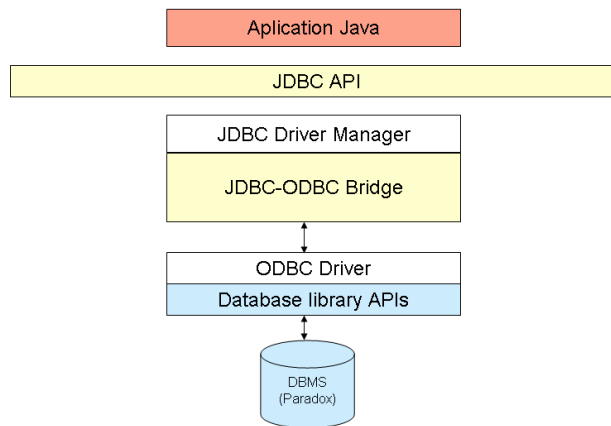 Aplication Java
JDBC API
JDBC Driver Manager
JDBC-ODBC Bridge
ODBC Driver
Database library APIs
DBMS
(Paradox)